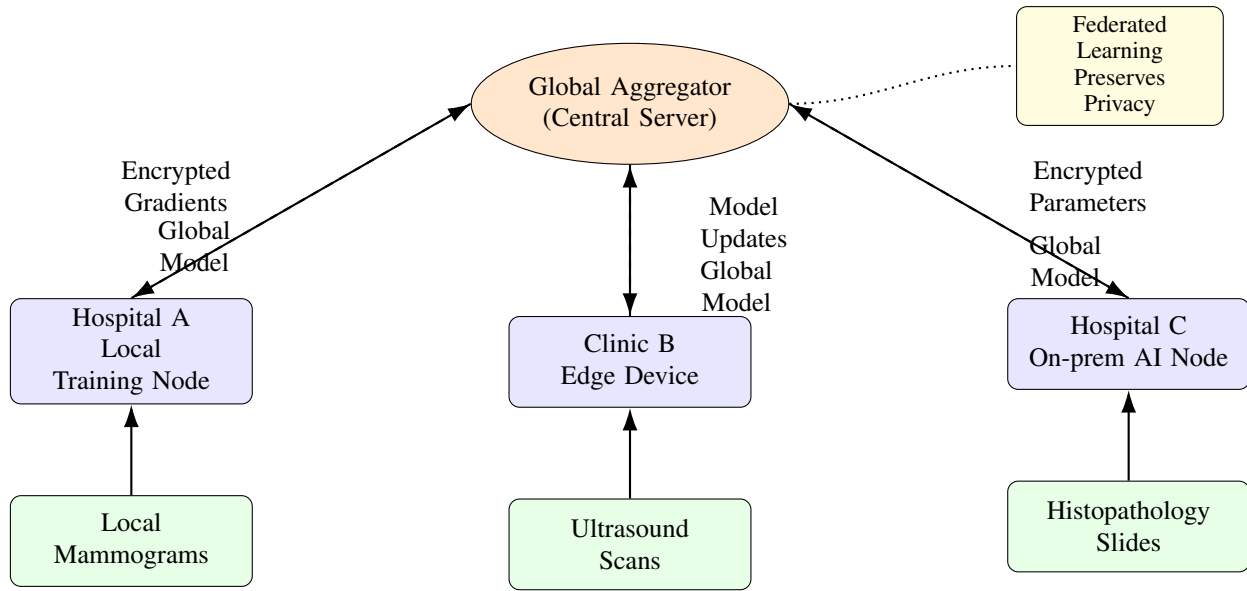 Federated
Learning
Preserves
Privacy
Global Aggregator
(Central Server)
Encrypted
Gradients
Global
Model
Model
Updates
Global
Model
Encrypted
Parameters
Global
Model
Hospital A
Local
Training Node
Clinic B
Edge Device
Hospital C
On-prem AI Node
Local
Mammograms
Ultrasound
Scans
Histopathology
Slides